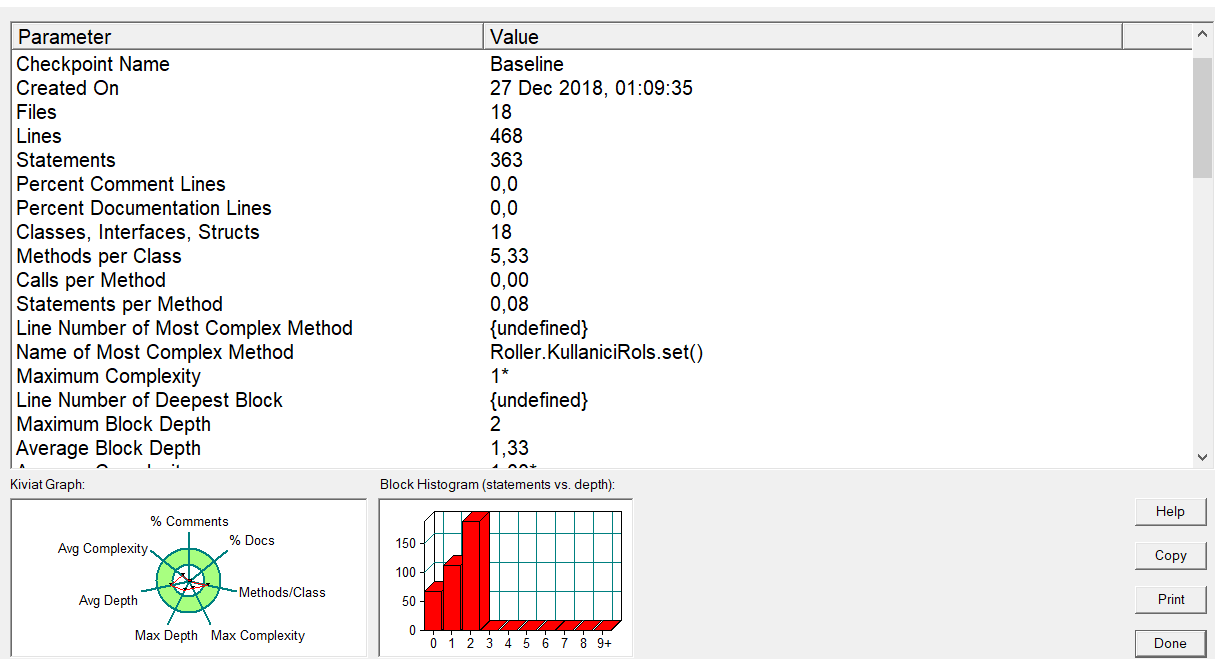 Parameter Value
Checkpoint Name Baseline
Created On 27 Dec 2018, 01:09:35
Files 18
Lines 468
Statements 363
Percent Comment Lines 0,0
Percent Documentation Lines 0,0
Classes, Interfaces, Structs 18
Methods per Class 5,33
Calls per Method 0,00
Statements per Method 0,08
Line Number of Most Complex Method {undefined}
Name of Most Complex Method Roller.KullaniciRols.set()
Maximum Complexity 1*
Line Number of Deepest Block {undefined}
Maximum Block Depth 2
Average Block Depth 1,33
Kiviat Graph:
% Comments
% Docs
Avg Complexity
Methods/Class
Avg Depth
Max Depth Max Complexity
Block Histogram (statements vs. depth):
150
100
50
0
0 1 2 3 4 5 6 7 8 9+
Help
Copy
Print
Done